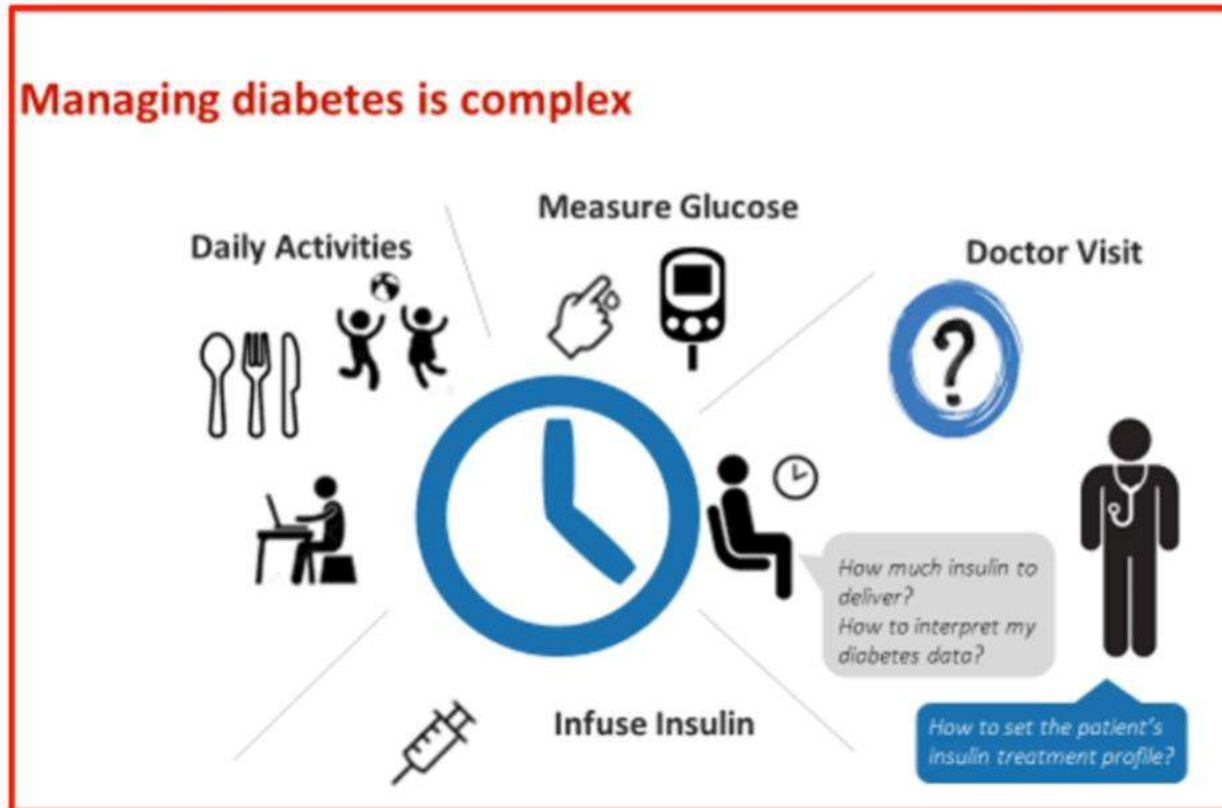 Managing diabetes is complex
Measure Glucose
Daily Activities
Doctor Visit
?
How much insulin to
deliver?
How to interpret my
diabetes data?
Infuse Insulin
How to set the patient's
insulin treatment profile?